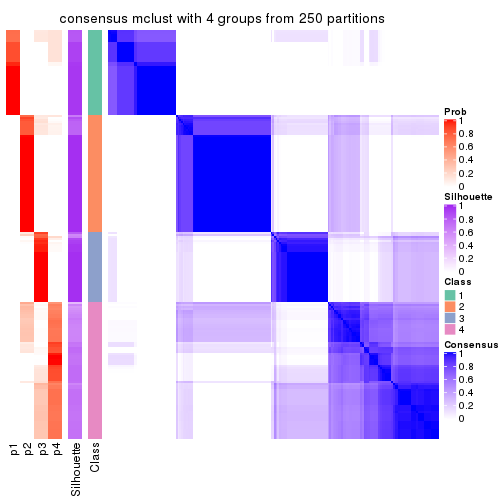 consensus mclust with 4 groups from 250 partitions
Prob
1
0.8
0.6
0.4
0.2
0
Silhouette
1
0.8
0.6
0.4
0.2
0
Class
1
2
3
4
Consensus
1
0.8
0.6
0.4
0.2
0
p1
p2
p3
p4
Silhouette
Class